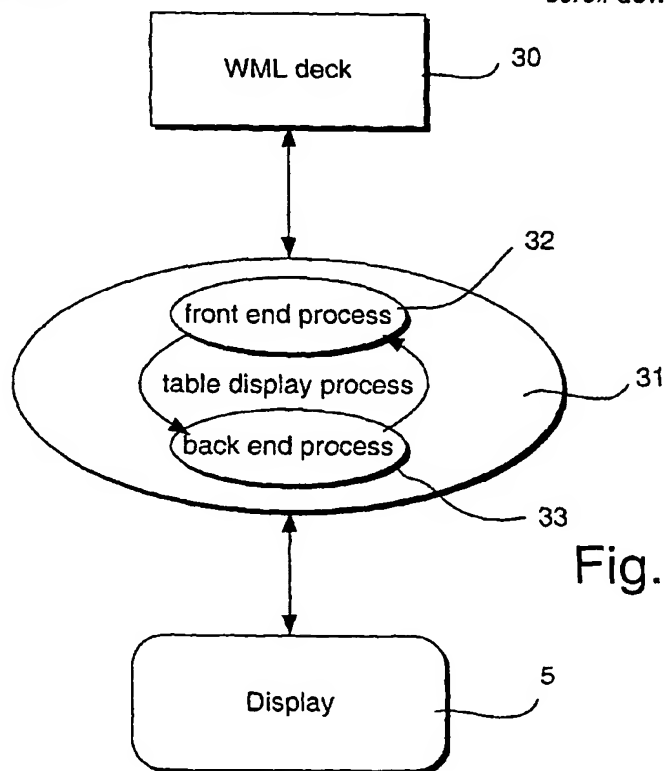 WML deck
30
32
front end process
table display process
31
back end process
33
Fig.
Display
5